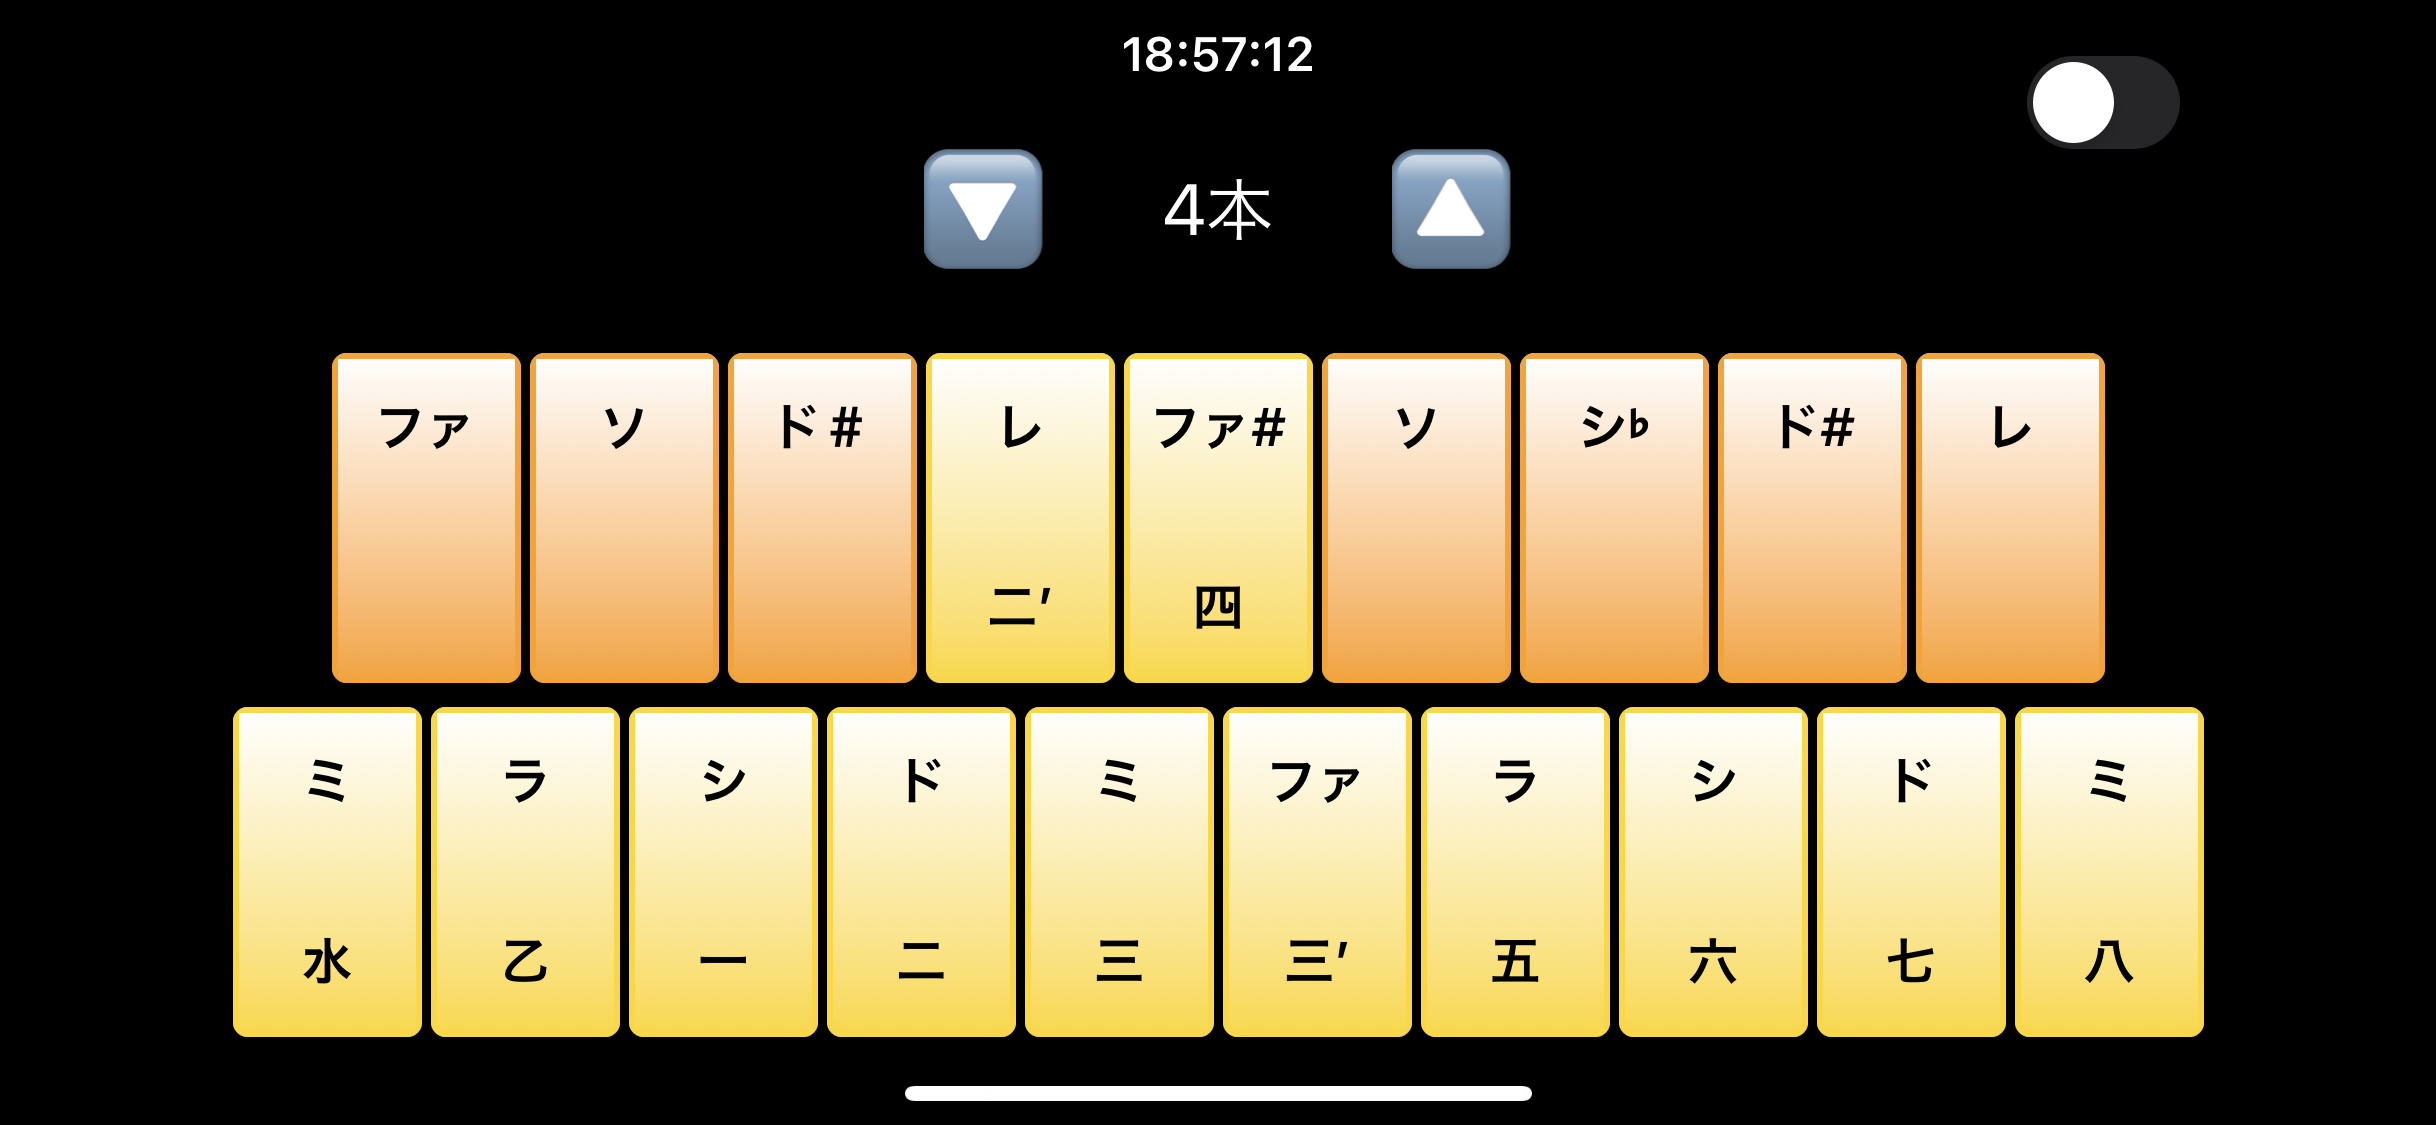 18:57:12
4本
ファ ソ ド# レ ファ# ソ シ♭ ド# レ
二′ 四
ミ ラ シ ド ミ ファ ラ シ ド ミ
水 乙 一 二 三 三′ 五 六 七 八